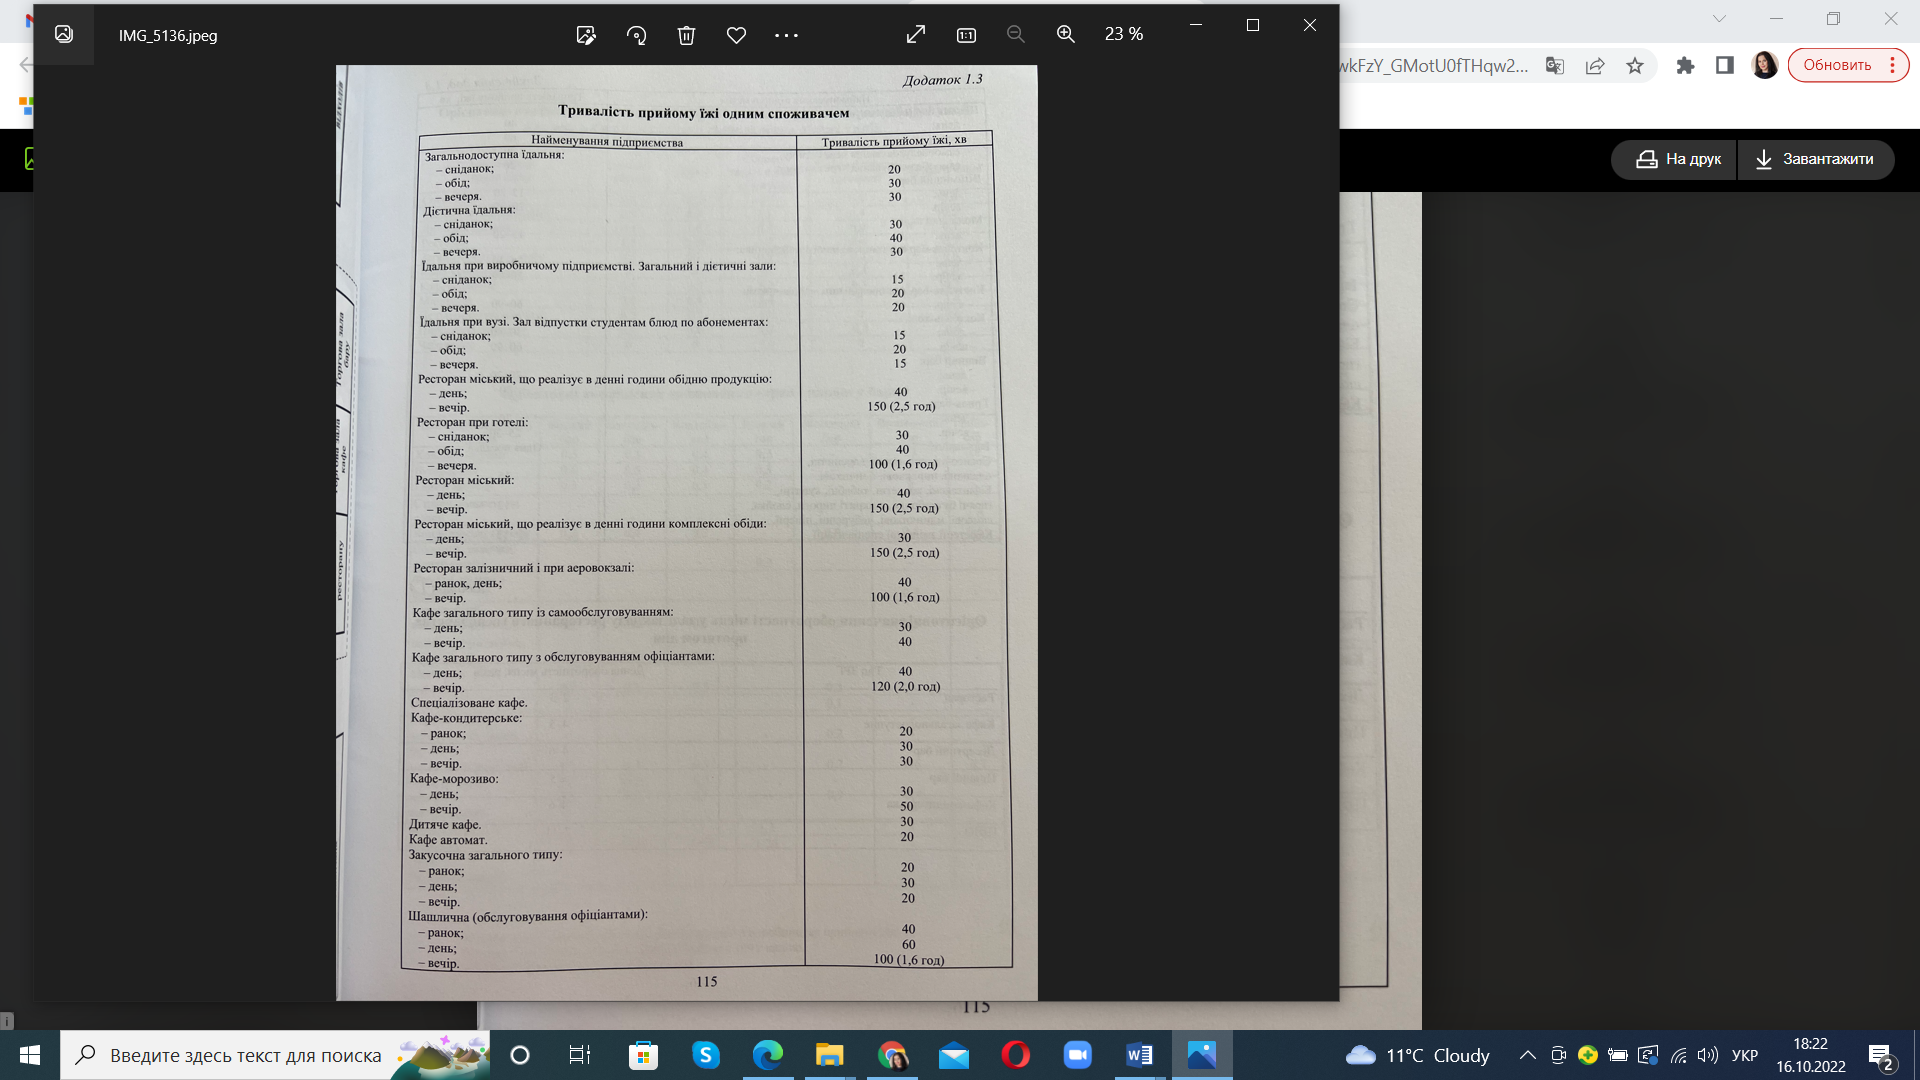 IMG_5136.jpeg
23 %
wkFzY_GMotU0fTHqw2...
Обновить
На друк
Завантажити
Додаток 1.3
Тривалість прийому їжі одним споживачем
Найменування підприємства Тривалість прийому їжі, хв
Загальнодоступна їдальня:
– сніданок; 20
– обід; 30
– вечеря. 30
Дієтична їдальня:
– сніданок; 30
– обід; 40
– вечеря. 30
Їдальня при виробничому підприємстві. Загальний і дієтичні зали:
– сніданок; 15
– обід; 20
– вечеря. 20
Їдальня при вузі. Зал відпустки студентам блюд по абонементах:
– сніданок; 15
– обід; 20
– вечеря. 15
Ресторан міський, що реалізує в денні години обідню продукцію:
– день; 40
– вечір. 150 (2,5 год)
Ресторан при готелі:
– сніданок; 30
– обід; 40
– вечеря. 100 (1,6 год)
Ресторан міський:
– день; 40
– вечір. 150 (2,5 год)
Ресторан міський, що реалізує в денні години комплексні обіди:
– день; 30
– вечір. 150 (2,5 год)
Ресторан залізничний і при аеровокзалі:
– ранок, день; 40
– вечір. 100 (1,6 год)
Кафе загального типу із самообслуговуванням:
– день; 30
– вечір. 40
Кафе загального типу з обслуговуванням офіціантами:
– день; 40
– вечір. 120 (2,0 год)
Спеціалізоване кафе.
Кафе-кондитерське:
– ранок; 20
– день; 30
– вечір. 30
Кафе-морозиво:
– день; 30
– вечір. 50
Дитяче кафе. 30
Кафе автомат. 20
Закусочна загального типу:
– ранок; 20
– день; 30
– вечір. 20
Шашлична (обслуговування офіціантами):
– ранок; 40
– день; 60
– вечір. 100 (1,6 год)
115
Торгова зала
бару
кафе
ресторану
115
Введите здесь текст для поиска
11°C Cloudy
УКР
18:22
16.10.2022
2